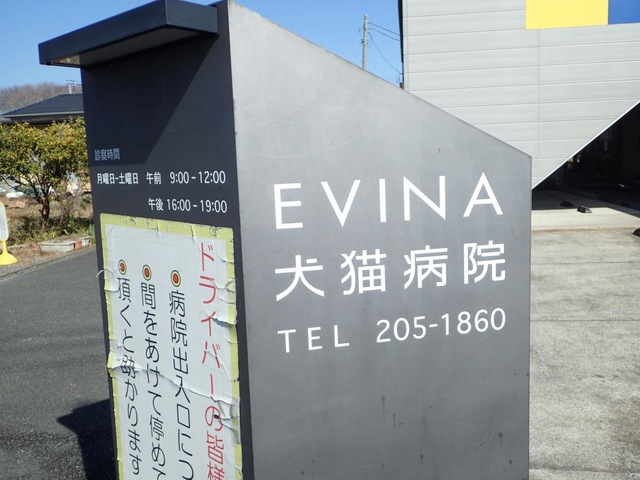 診察時間
月曜日-土曜日 午前 9:00-12:00
午後 16:00-19:00
ドライバーの皆様
病院出入口につ
間をあけて停めて
頂くと助かります
EVINA
犬猫病院
TEL 205-1860